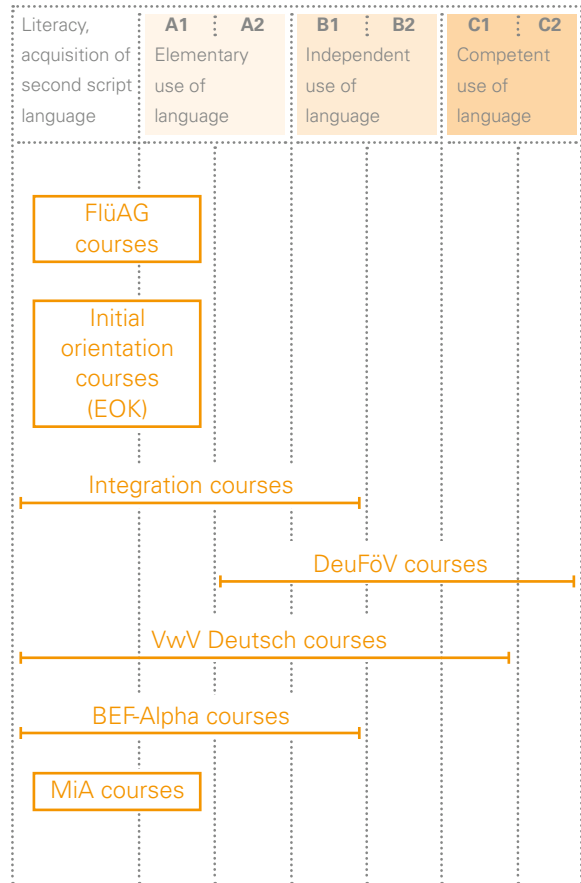 Literacy,
acquisition of
second script
language
A1 A2
Elementary
use of
language
B1 B2
Independent
use of
language
C1 C2
Competent
use of
language
FlüAG
courses
Initial
orientation
courses
(EOK)
Integration courses
DeuFöV courses
VwV Deutsch courses
BEF-Alpha courses
MiA courses